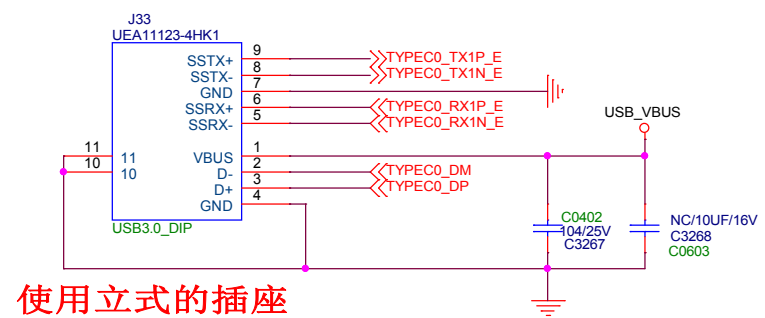 J33
UEA11123-4HK1
SSTX+ 9 TYPEC0_TX1P_E
SSTX- 8 TYPEC0_TX1N_E
GND 7
SSRX+ 6 TYPEC0_RX1P_E
SSRX- 5 TYPEC0_RX1N_E
USB_VBUS
11 11 VBUS 1
10 10 D- 2 TYPEC0_DM
D+ 3 TYPEC0_DP
GND 4
USB3.0_DIP
C0402
104/25V
C3267
NC/10UF/16V
C3268
C0603
使用立式的插座